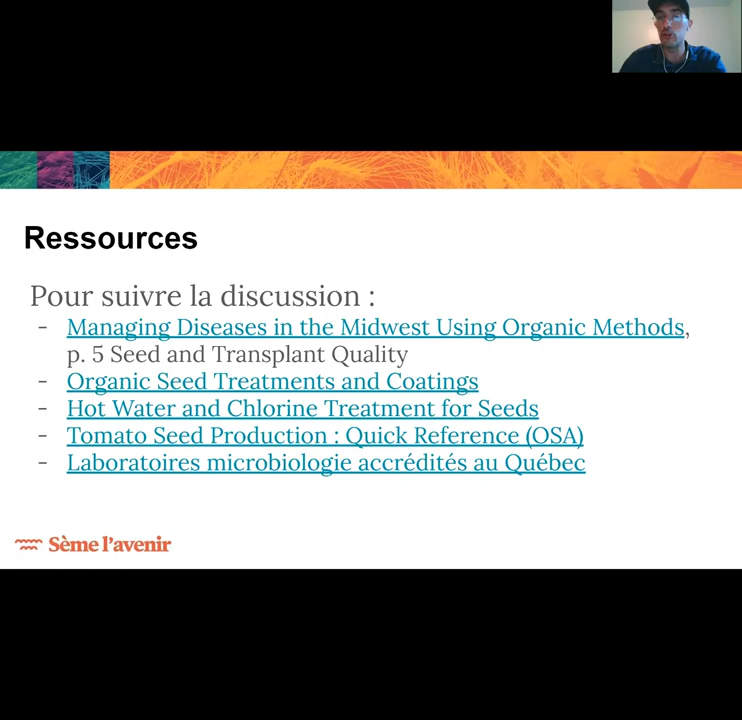 Ressources
Pour suivre la discussion :
- Managing Diseases in the Midwest Using Organic Methods,
p. 5 Seed and Transplant Quality
- Organic Seed Treatments and Coatings
- Hot Water and Chlorine Treatment for Seeds
- Tomato Seed Production : Quick Reference (OSA)
- Laboratoires microbiologie accrédités au Québec
Sème l'avenir